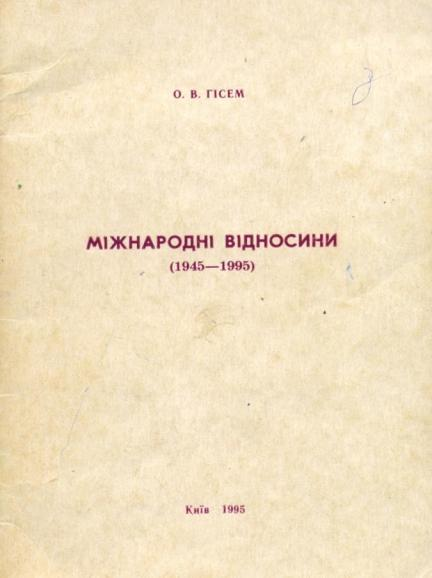 О. В. ГІСЕМ
МІЖНАРОДНІ ВІДНОСИНИ
(1945—1995)
Київ 1995